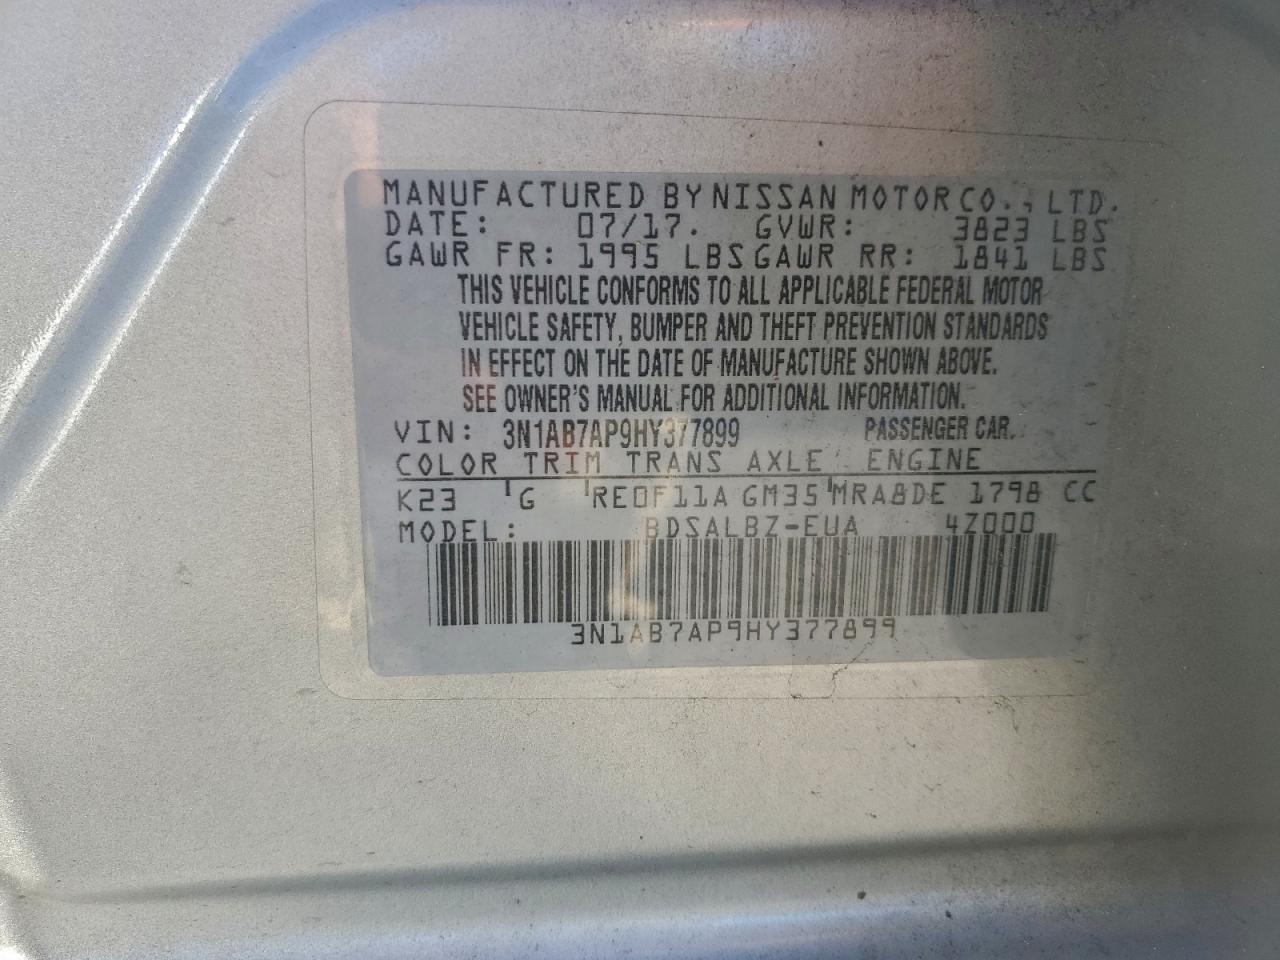 MANUFACTURED BY NISSAN MOTOR CO., LTD.
DATE: 07/17. GVWR: 3823 LBS
GAWR FR: 1995 LBS GAWR RR: 1841 LBS
THIS VEHICLE CONFORMS TO ALL APPLICABLE FEDERAL MOTOR
VEHICLE SAFETY, BUMPER AND THEFT PREVENTION STANDARDS
IN EFFECT ON THE DATE OF MANUFACTURE SHOWN ABOVE.
SEE OWNER'S MANUAL FOR ADDITIONAL INFORMATION.
VIN: 3N1AB7AP9HY377899 PASSENGER CAR.
COLOR TRIM TRANS AXLE ENGINE
K23 G RE0F11A GM35 MRA8DE 1798 CC
MODEL: BDSALBZ-EUA 4Z000
3N1AB7AP9HY377899